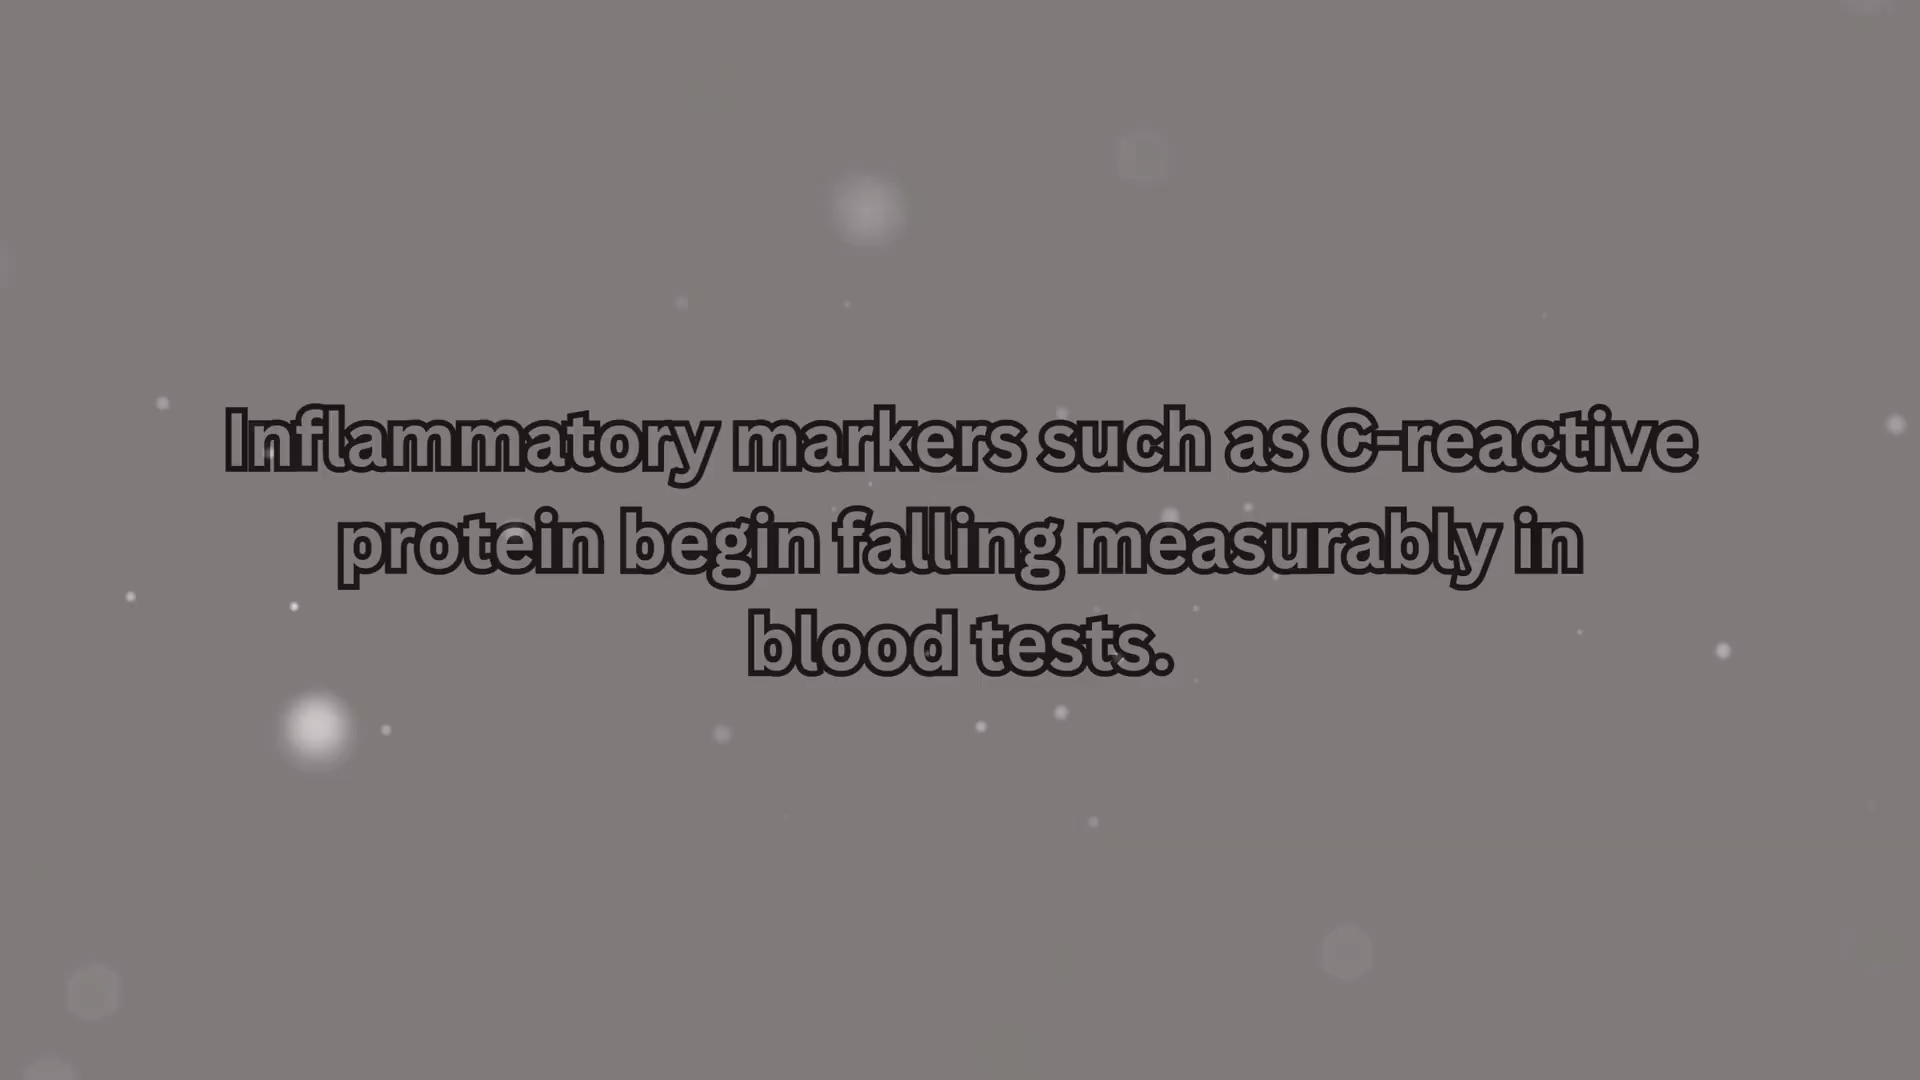 Inflammatory markers such as C-reactive
protein begin falling measurably in
blood tests.